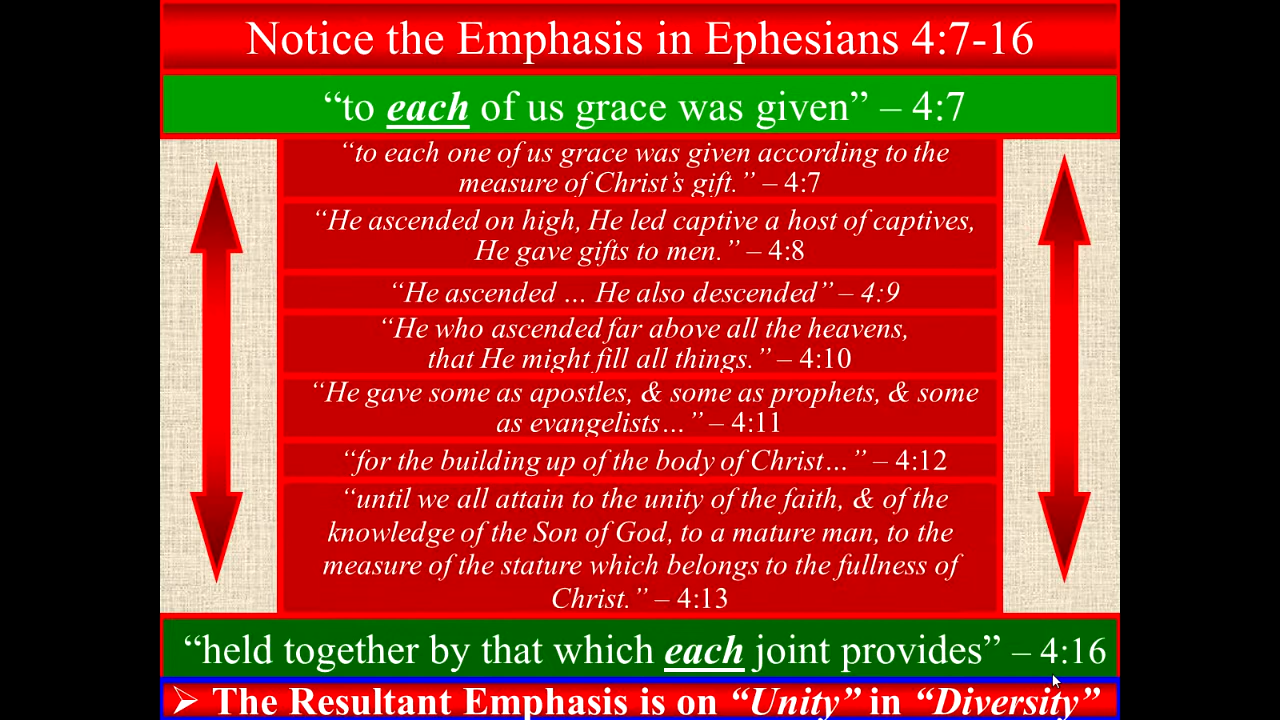 Notice the Emphasis in Ephesians 4:7-16
“to each of us grace was given” – 4:7
“to each one of us grace was given according to the
measure of Christ’s gift.” – 4:7
“He ascended on high, He led captive a host of captives,
He gave gifts to men.” – 4:8
“He ascended … He also descended” – 4:9
“He who ascended far above all the heavens,
that He might fill all things.” – 4:10
“He gave some as apostles, & some as prophets, & some
as evangelists…” – 4:11
“for the building up of the body of Christ…” – 4:12
“until we all attain to the unity of the faith, & of the
knowledge of the Son of God, to a mature man, to the
measure of the stature which belongs to the fullness of
Christ.” – 4:13
“held together by that which each joint provides” – 4:16
➢ The Resultant Emphasis is on “Unity” in “Diversity”